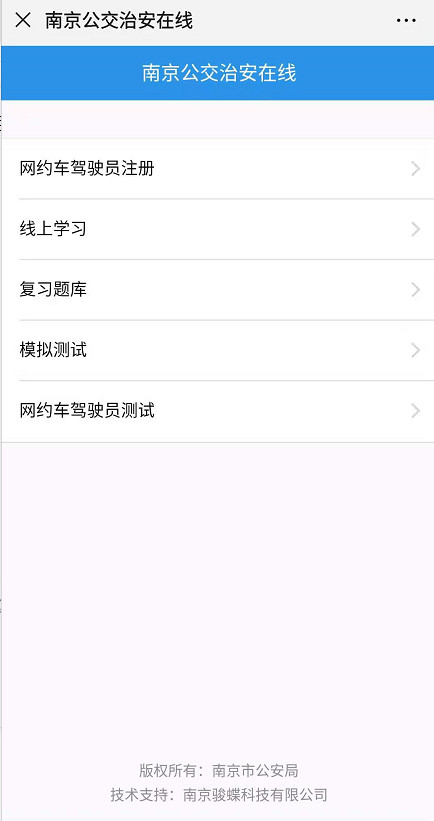 南京公交治安在线
南京公交治安在线
网约车驾驶员注册
线上学习
复习题库
模拟测试
网约车驾驶员测试
版权所有：南京市公安局
技术支持：南京骏蝶科技有限公司